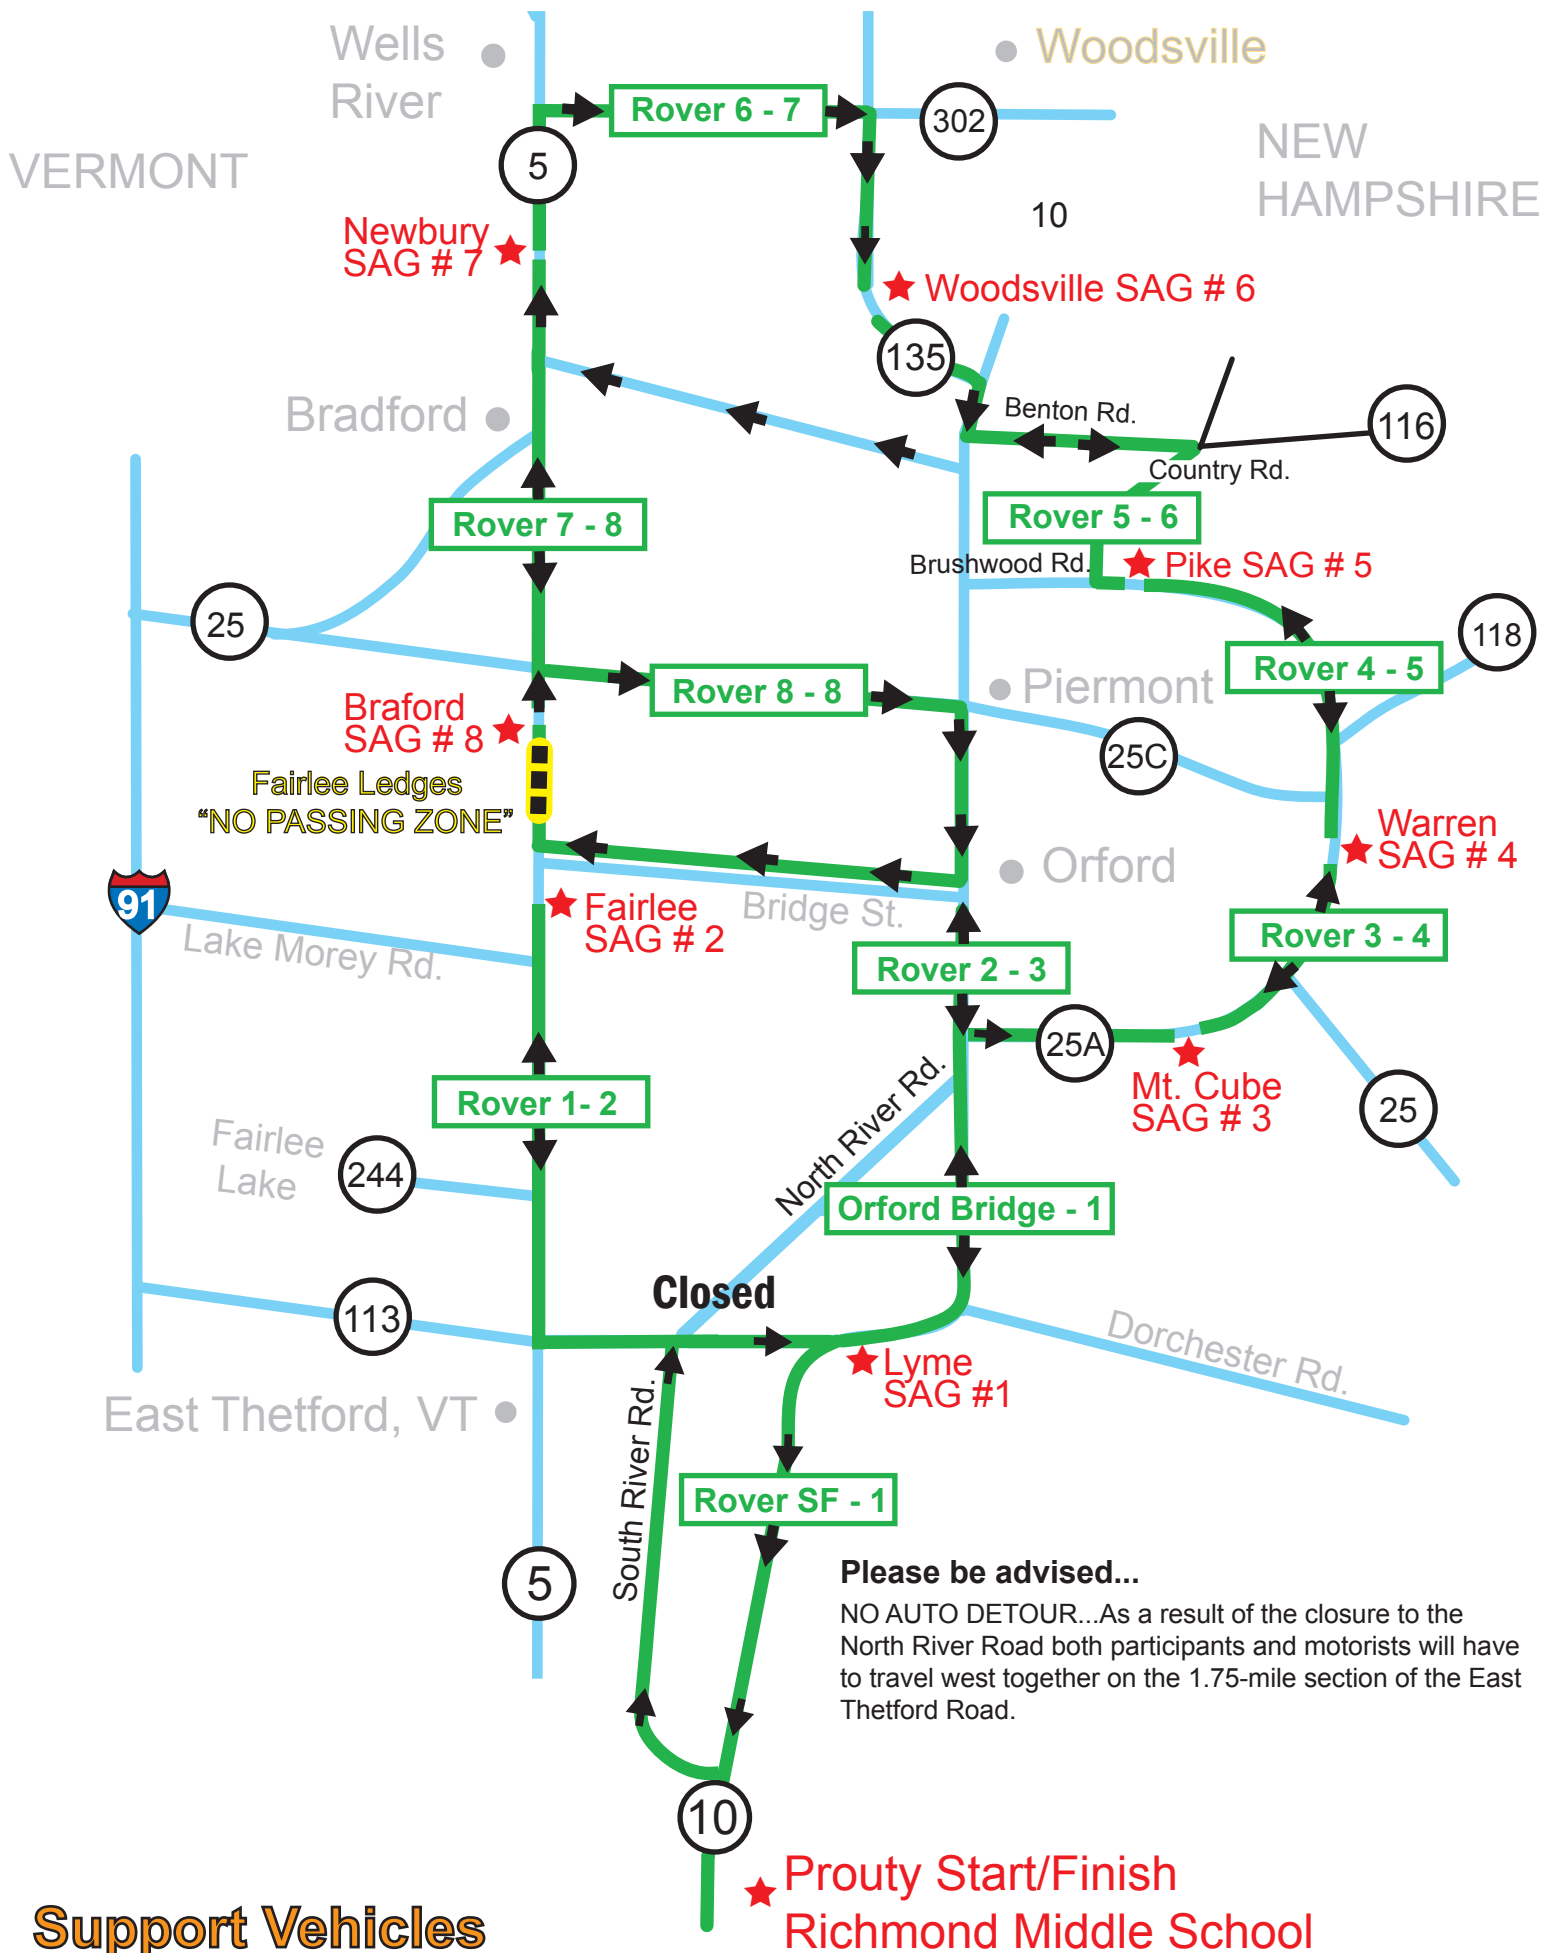 Wells
River
Woodsville
Rover 6 - 7
302
NEW
HAMPSHIRE
VERMONT
5
10
Newbury
SAG # 7
Woodsville SAG # 6
135
Benton Rd.
116
Bradford
Country Rd.
Rover 7 - 8
Rover 5 - 6
Brushwood Rd.
Pike SAG # 5
25
118
Rover 4 - 5
Rover 8 - 8
Piermont
Braford
SAG # 8
25C
Fairlee Ledges
“NO PASSING ZONE”
Warren
SAG # 4
Orford
91
Bridge St.
Fairlee
SAG # 2
Lake Morey Rd.
Rover 3 - 4
Rover 2 - 3
25A
Mt. Cube
SAG # 3
25
Rover 1- 2
North River Rd.
Fairlee
Lake
244
Orford Bridge - 1
Closed
113
Dorchester Rd.
Lyme
SAG #1
East Thetford, VT
South River Rd.
Rover SF - 1
5
Please be advised...
NO AUTO DETOUR...As a result of the closure to the
North River Road both participants and motorists will have
to travel west together on the 1.75-mile section of the East
Thetford Road.
10
Prouty Start/Finish
Richmond Middle School
Support Vehicles